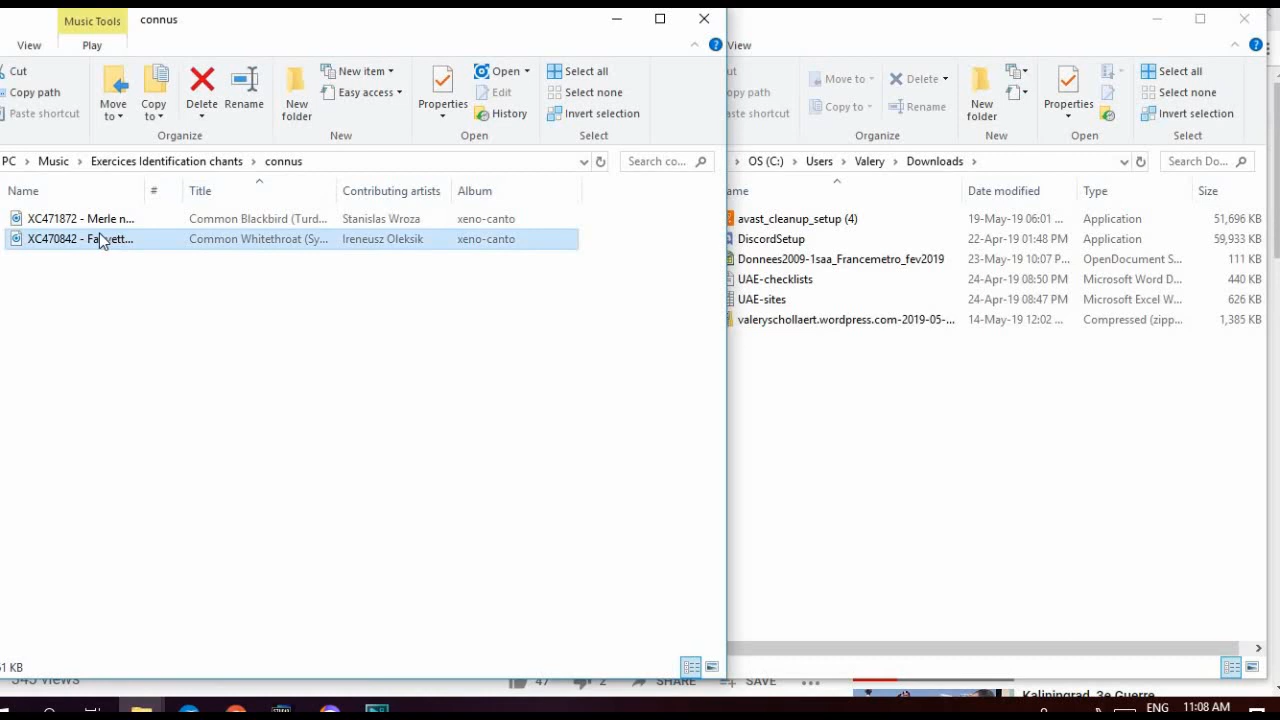 Music Tools
connus
View
Play
View
Cut
Copy path
Paste shortcut
Move to
Copy to
Delete
Rename
New folder
New item
Easy access
Properties
Open
Edit
History
Select all
Select none
Invert selection
Organize
New
Open
Select
Move to
Copy to
Delete
Rename
New folder
Properties
Select all
Select none
Invert selection
Organize
New
Open
Select
PC > Music > Exercices Identification chants > connus
Search co...
OS (C:) > Users > Valery > Downloads >
Search Do...
Name # Title Contributing artists Album
XC471872 - Merle n... Common Blackbird (Turd... Stanislas Wroza xeno-canto
XC470842 - Common Whitethroat (Sy... Ireneusz Oleksik xeno-canto
Date modified Type Size
avast_cleanup_setup (4) 19-May-19 06:01 ... Application 51,696 KB
DiscordSetup 22-Apr-19 01:48 PM Application 59,933 KB
Donnees2009-1saa_Francemetro_fev2019 23-May-19 10:07 P... OpenDocument S... 111 KB
UAE-checklists 24-Apr-19 08:50 PM Microsoft Word D... 440 KB
UAE-sites 24-Apr-19 08:47 PM Microsoft Excel W... 626 KB
valeryschollaert.wordpress.com-2019-05-... 14-May-19 12:02 ... Compressed (zipp... 1,385 KB
KB
views
47
2
SHARE
SAVE
Kaliningrad, 3e Guerre
ENG
11:08 AM